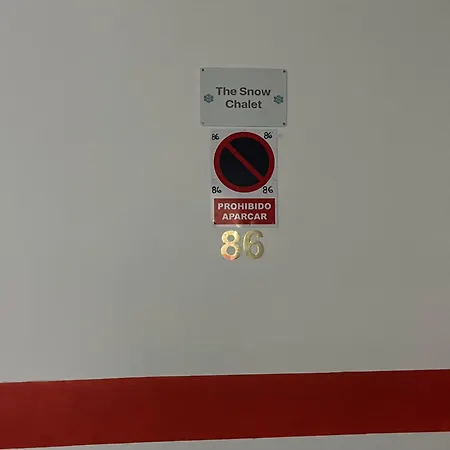 The Snow
Chalet
86 86
86 86
PROHIBIDO
APARCAR
86